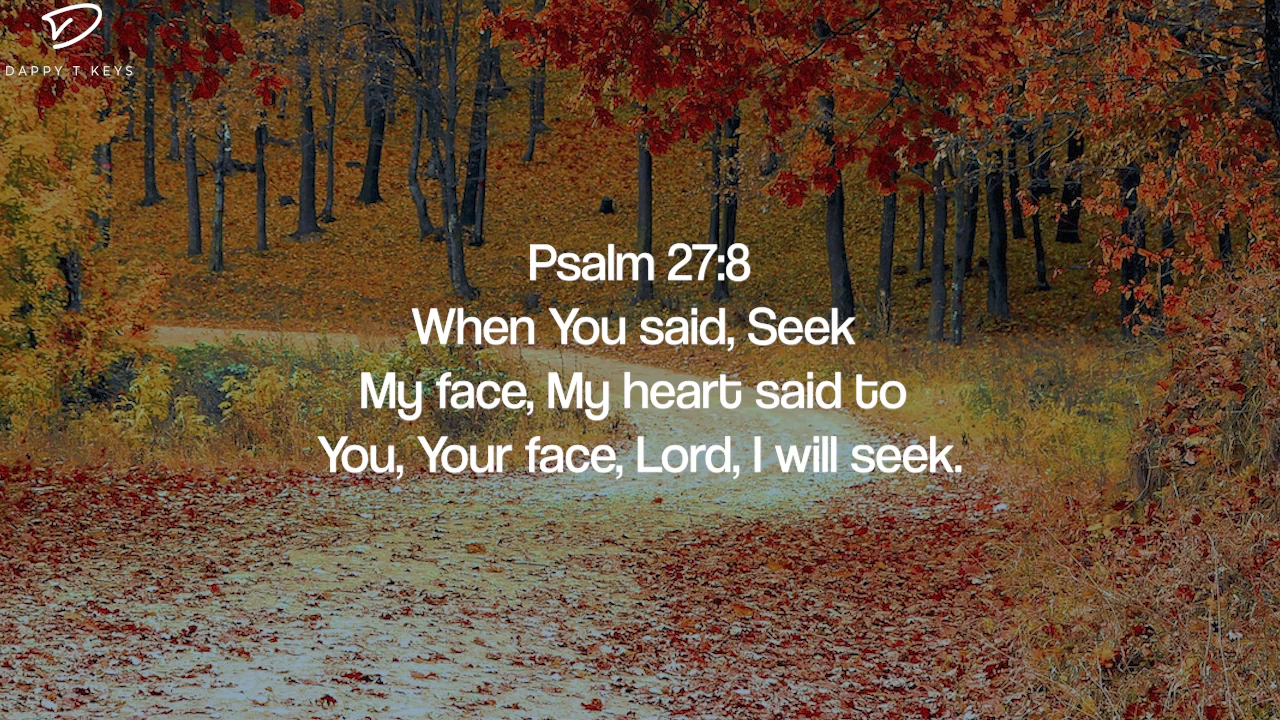 DAPPY T KEYS
Psalm 27:8
When You said, Seek
My face, My heart said to
You, Your face, Lord, I will seek.